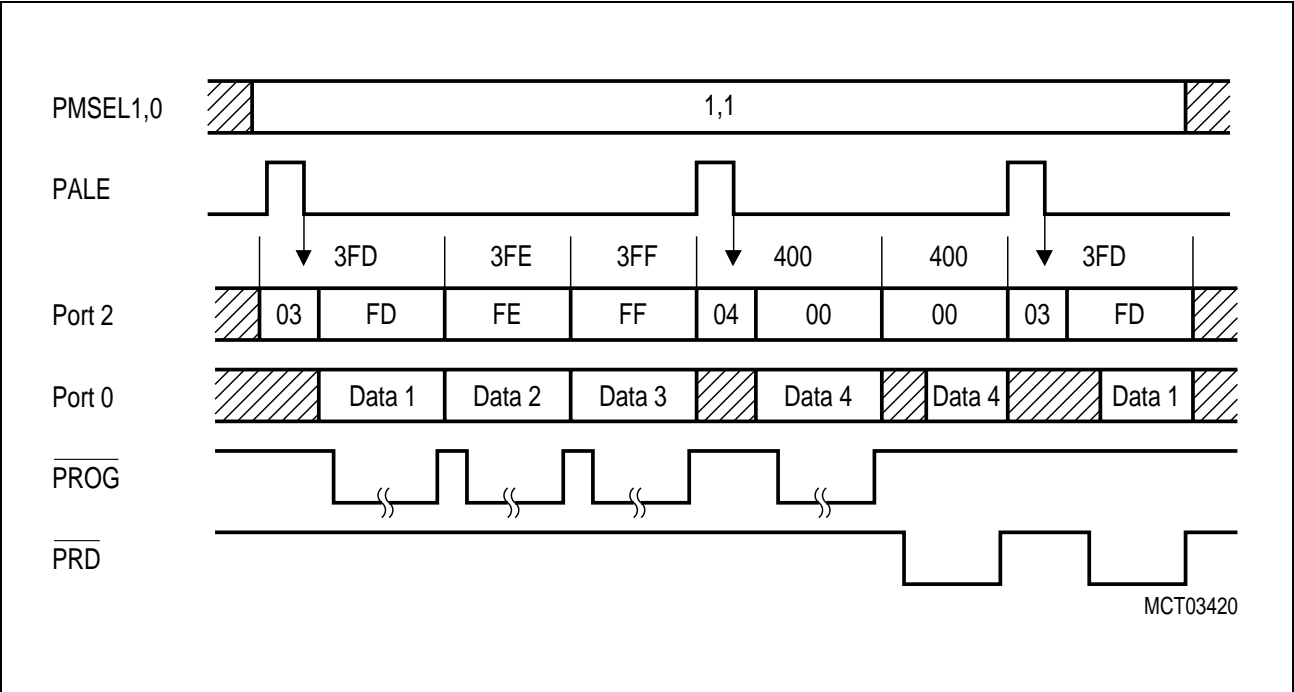 PMSEL1,0 1,1
PALE
3FD 3FE 3FF 400 400 3FD
Port 2 03 FD FE FF 04 00 00 03 FD
Port 0 Data 1 Data 2 Data 3 Data 4 Data 4 Data 1
PROG
PRD
MCT03420